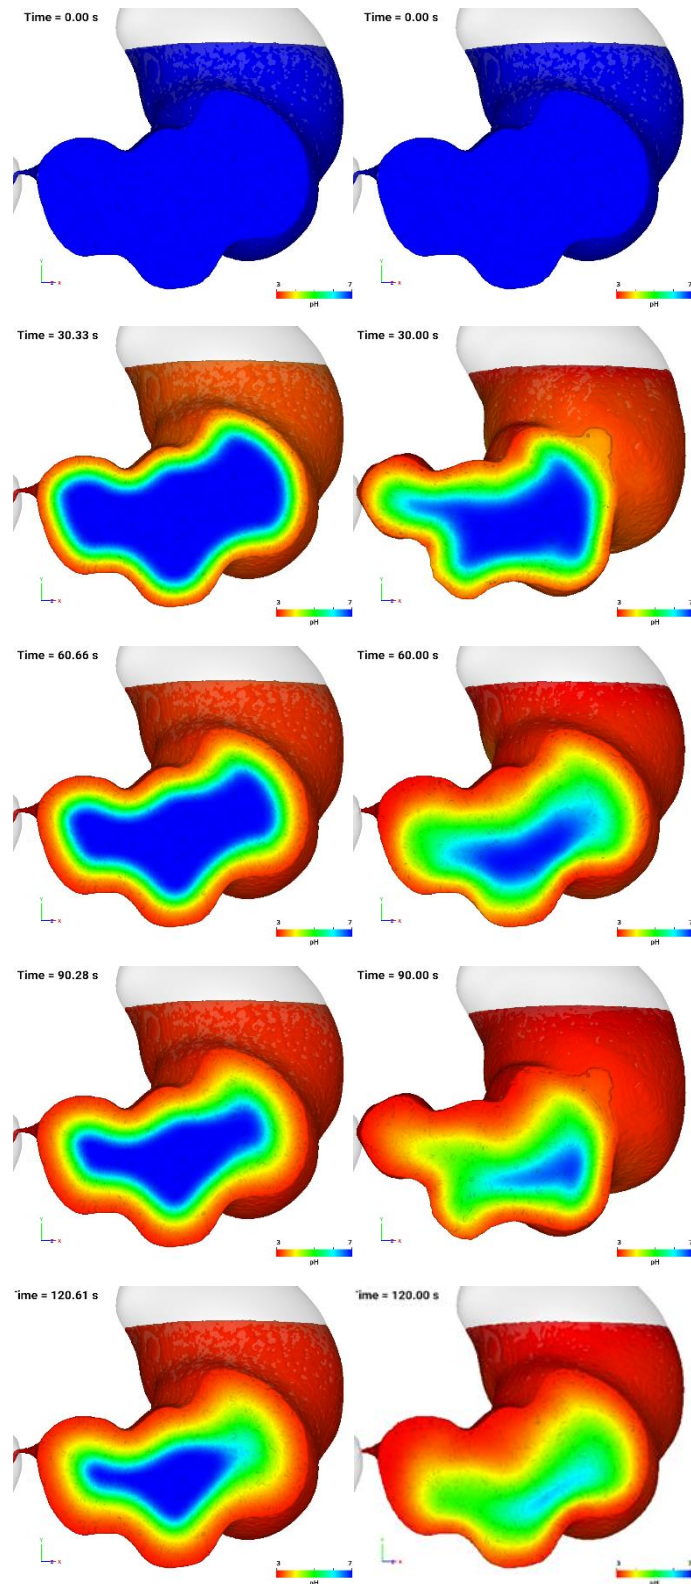 Time = 0.00 s Time = 0.00 s
Y
Z X
3 7
pH
Y
Z X
3 7
pH
Time = 30.33 s Time = 30.00 s
Y
Z X
3 7
pH
Y
Z X
3 7
pH
Time = 60.66 s Time = 60.00 s
Y
Z X
3 7
pH
Y
Z X
3 7
pH
Time = 90.28 s Time = 90.00 s
Y
Z X
3 7
pH
Y
Z X
3 7
pH
ime = 120.61 s ime = 120.00 s
Y
Z X
3 7
pH
Y
Z X
3 7
pH